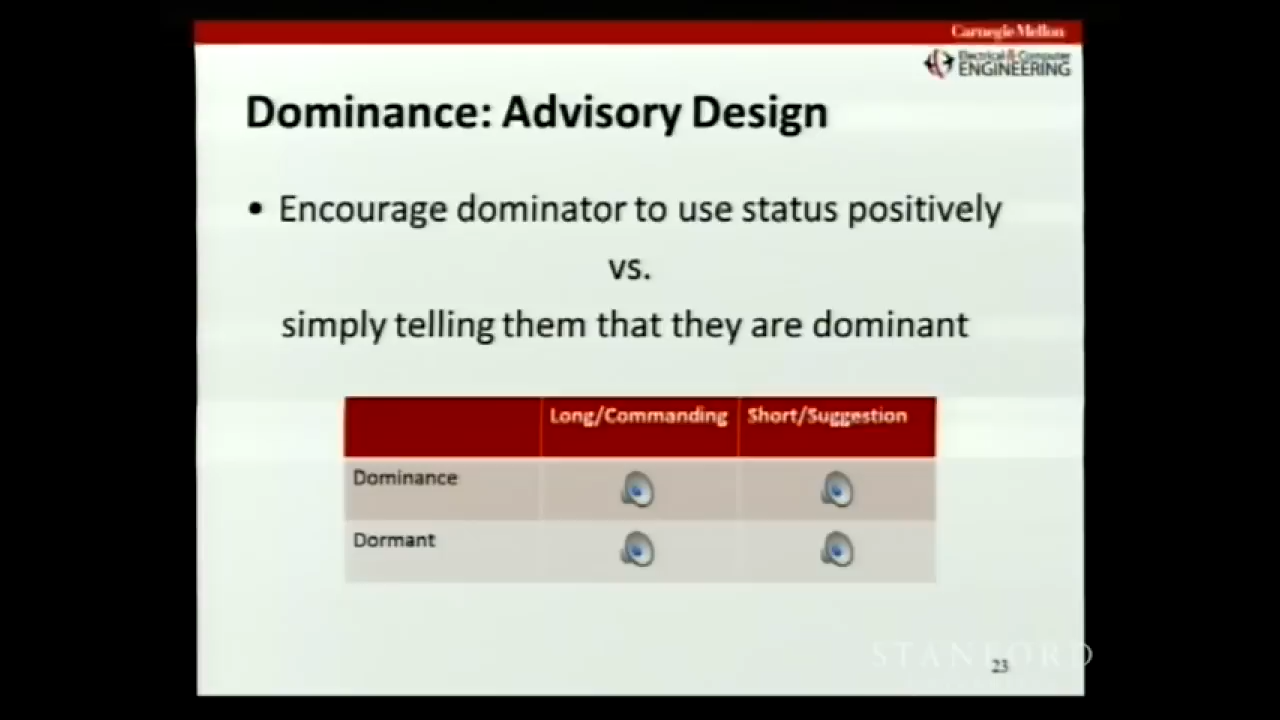 Carnegie Mellon
Electrical & Computer
ENGINEERING
Dominance: Advisory Design
• Encourage dominator to use status positively
vs.
simply telling them that they are dominant
Long/Commanding Short/Suggestion
Dominance
Dormant
STANFORD
23